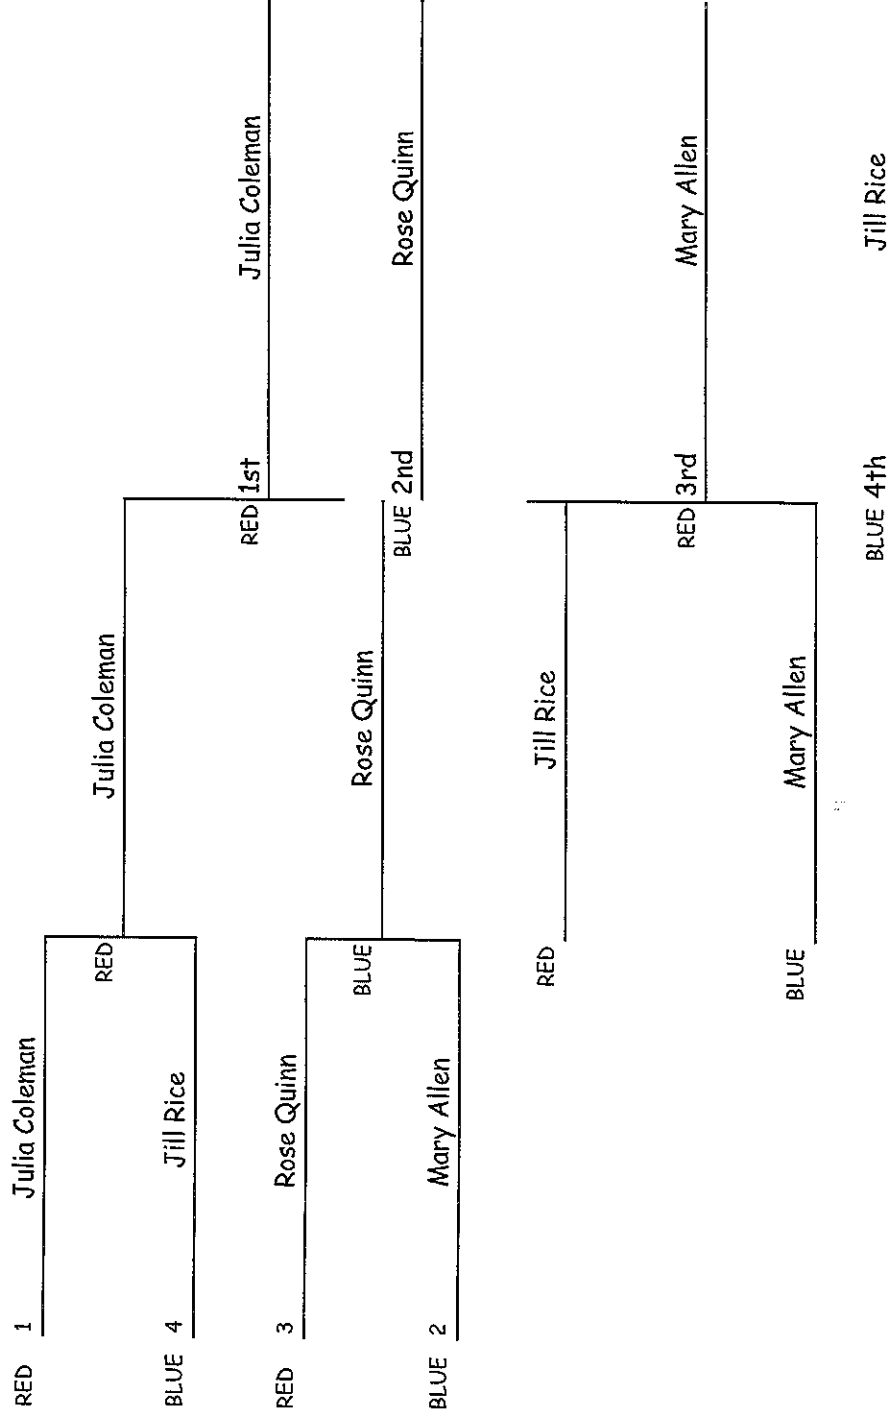 RED 1 Julia Coleman
RED Julia Coleman
BLUE 4 Jill Rice
RED 1st Julia Coleman
RED 3 Rose Quinn
BLUE Rose Quinn
BLUE 2nd Rose Quinn
BLUE 2 Mary Allen
RED Jill Rice
RED 3rd Mary Allen
BLUE Mary Allen
BLUE 4th Jill Rice